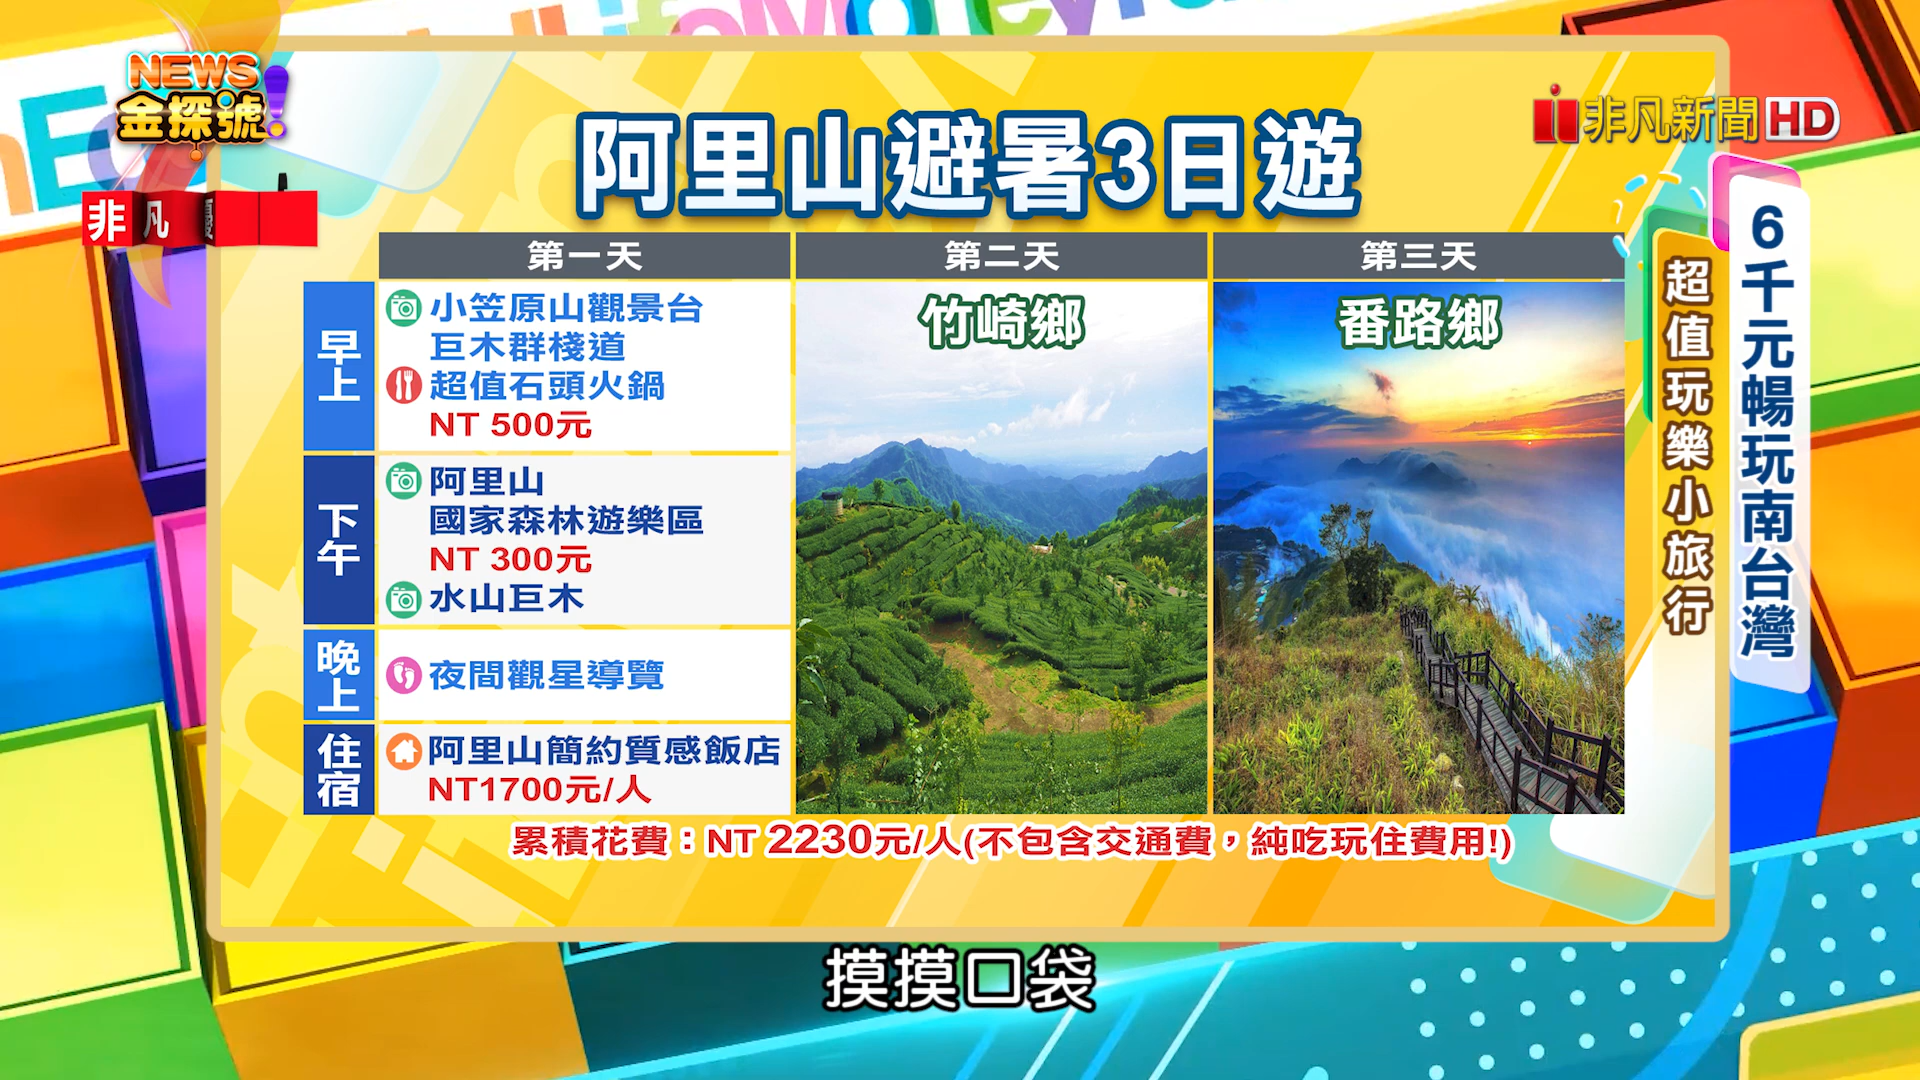 NEWS
金探號!
非凡新聞HD
非凡
阿里山避暑3日遊
6千元暢玩南台灣
超值玩樂小旅行
第一天
第二天
第三天
早上
小笠原山觀景台
巨木群棧道
超值石頭火鍋
NT 500元
竹崎鄉
番路鄉
下午
阿里山
國家森林遊樂區
NT 300元
水山巨木
晚上
夜間觀星導覽
住宿
阿里山簡約質感飯店
NT1700元/人
累積花費：NT 2230元/人(不包含交通費，純吃玩住費用!)
摸摸口袋